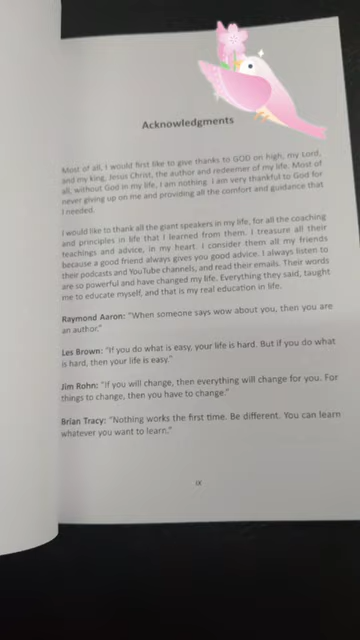 Acknowledgments
Most of all, I would first like to give thanks to GOD on high, my Lord,
and my king, Jesus Christ, the author and redeemer of my life. Most of
all, without God in my life, I am nothing. I am very thankful to God for
never giving up on me and providing all the comfort and guidance that
I needed.
I would like to thank all the giant speakers in my life, for all the coaching
and principles in life that I learned from them. I treasure all their
teachings and advice, in my heart. I consider them all my friends
because a good friend always gives you good advice. I always listen to
their podcasts and YouTube channels, and read their emails. Their words
are so powerful and have changed my life. Everything they said, taught
me to educate myself, and that is my real education in life.
Raymond Aaron: "When someone says wow about you, then you are
an author."
Les Brown: "If you do what is easy, your life is hard. But if you do what
is hard, then your life is easy."
Jim Rohn: "If you will change, then everything will change for you. For
things to change, then you have to change."
Brian Tracy: "Nothing works the first time. Be different. You can learn
whatever you want to learn."
ix